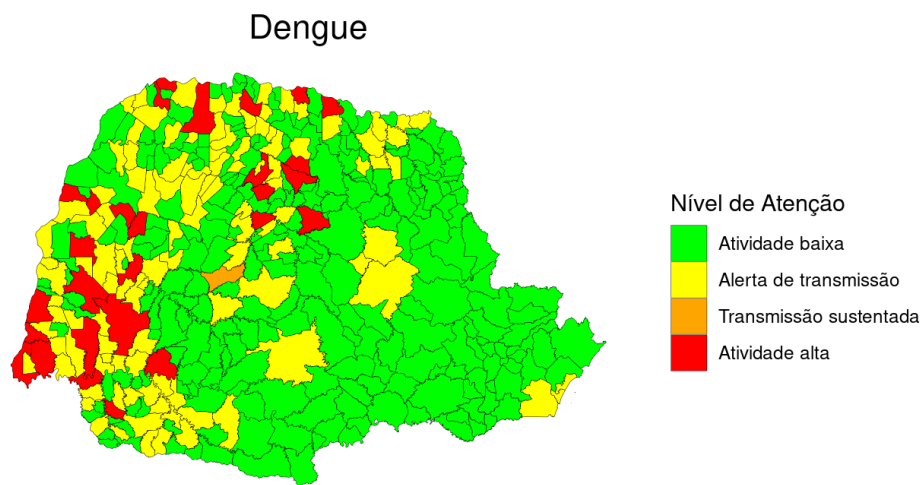 Dengue
Nível de Atenção
Atividade baixa
Alerta de transmissão
Transmissão sustentada
Atividade alta